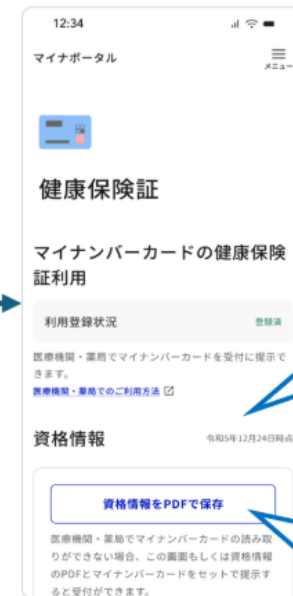 12:34
マイナポータル
メニュー
健康保険証
マイナンバーカードの健康保険
証利用
利用登録状況 登録済
医療機関・薬局でマイナンバーカードを受付に提示で
きます。
医療機関・薬局でのご利用方法
資格情報 令和5年12月24日時点
資格情報をPDFで保存
医療機関・薬局でマイナンバーカードの読み取
りができない場合、この画面もしくは資格情報
のPDFとマイナンバーカードをセットで提示す
ると受付ができます。